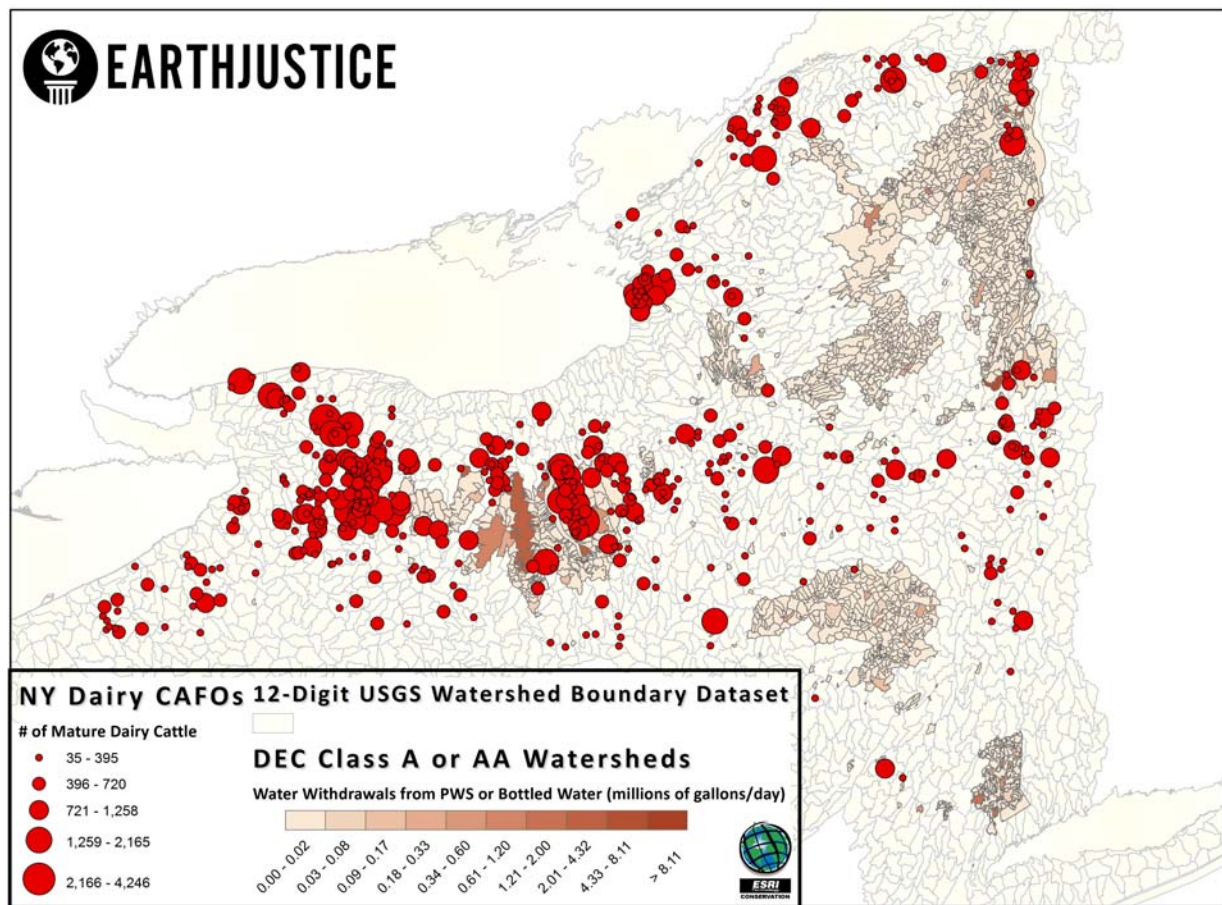 EARTHJUSTICE
NY Dairy CAFOs
# of Mature Dairy Cattle
35 - 395
396 - 720
721 - 1,258
1,259 - 2,165
2,166 - 4,246
12-Digit USGS Watershed Boundary Dataset
DEC Class A or AA Watersheds
Water Withdrawals from PWS or Bottled Water (millions of gallons/day)
0.00 - 0.02
0.03 - 0.08
0.09 - 0.17
0.18 - 0.33
0.34 - 0.60
0.61 - 1.20
1.21 - 2.00
2.01 - 4.32
4.33 - 8.11
> 8.11
ESRI
CONSERVATION